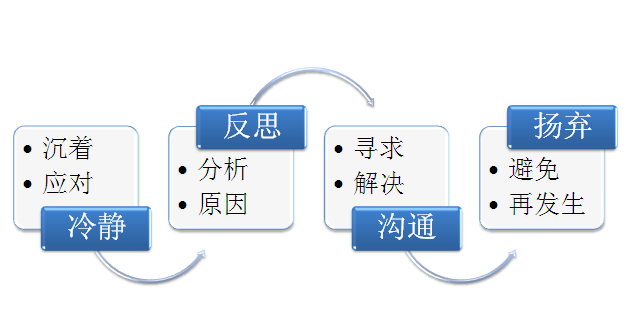 • 沉着
• 应对
冷静
反思
• 分析
• 原因
• 寻求
• 解决
沟通
扬弃
• 避免
• 再发生